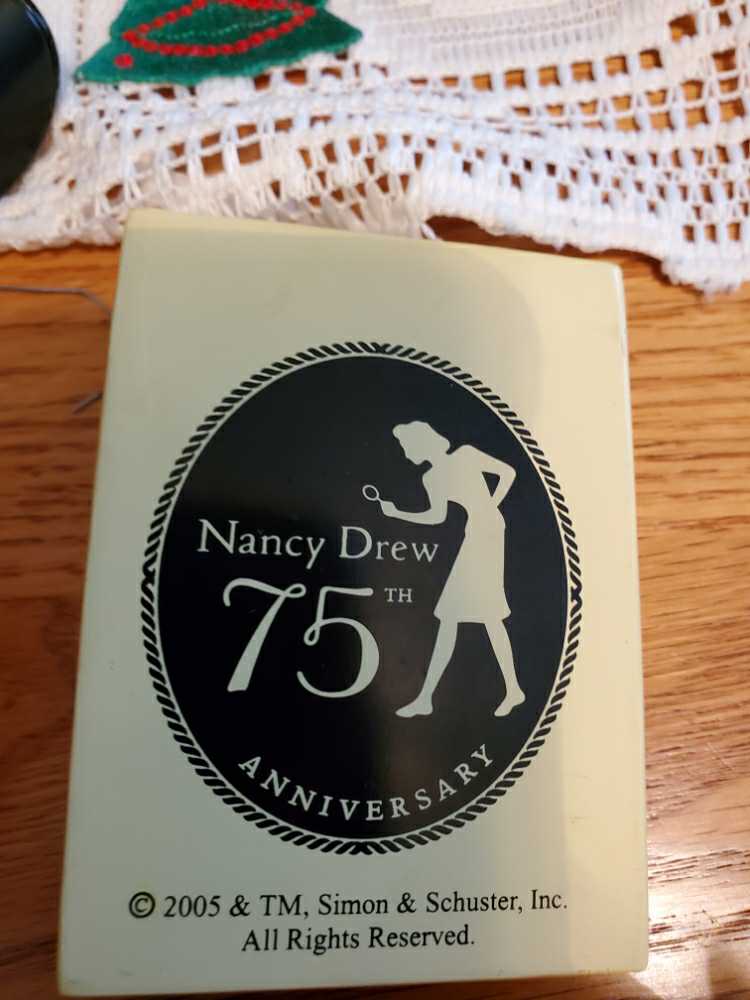 Nancy Drew
75TH
ANNIVERSARY
© 2005 & TM, Simon & Schuster, Inc.
All Rights Reserved.